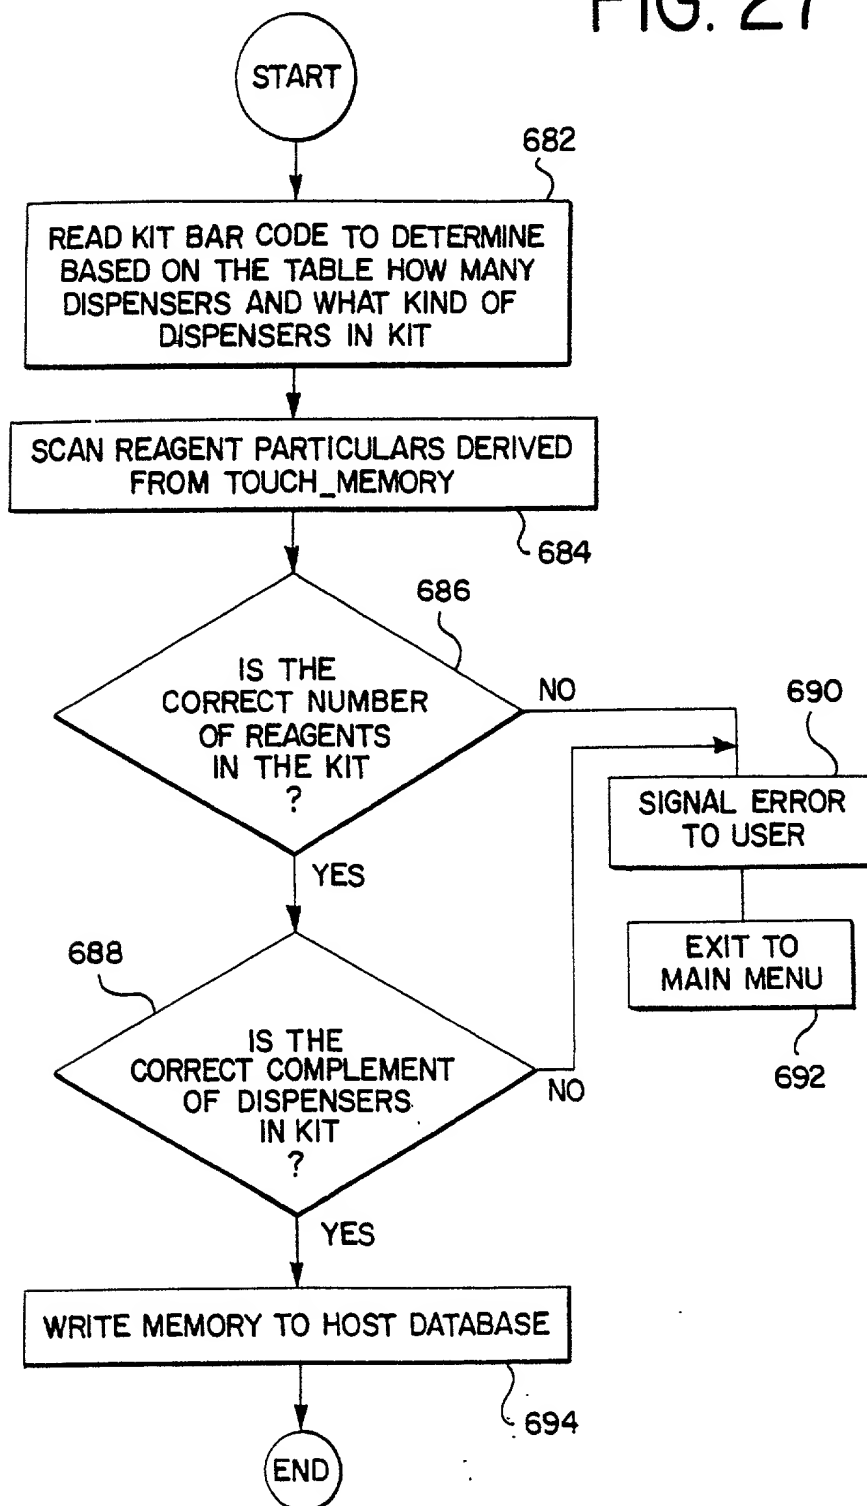 FIG. 27
START
682
READ KIT BAR CODE TO DETERMINE
BASED ON THE TABLE HOW MANY
DISPENSERS AND WHAT KIND OF
DISPENSERS IN KIT
SCAN REAGENT PARTICULARS DERIVED
FROM TOUCH_MEMORY
684
686
IS THE
CORRECT NUMBER
OF REAGENTS
IN THE KIT
?
NO
690
SIGNAL ERROR
TO USER
YES
EXIT TO
MAIN MENU
692
688
IS THE
CORRECT COMPLEMENT
OF DISPENSERS
IN KIT
?
NO
YES
WRITE MEMORY TO HOST DATABASE
694
END